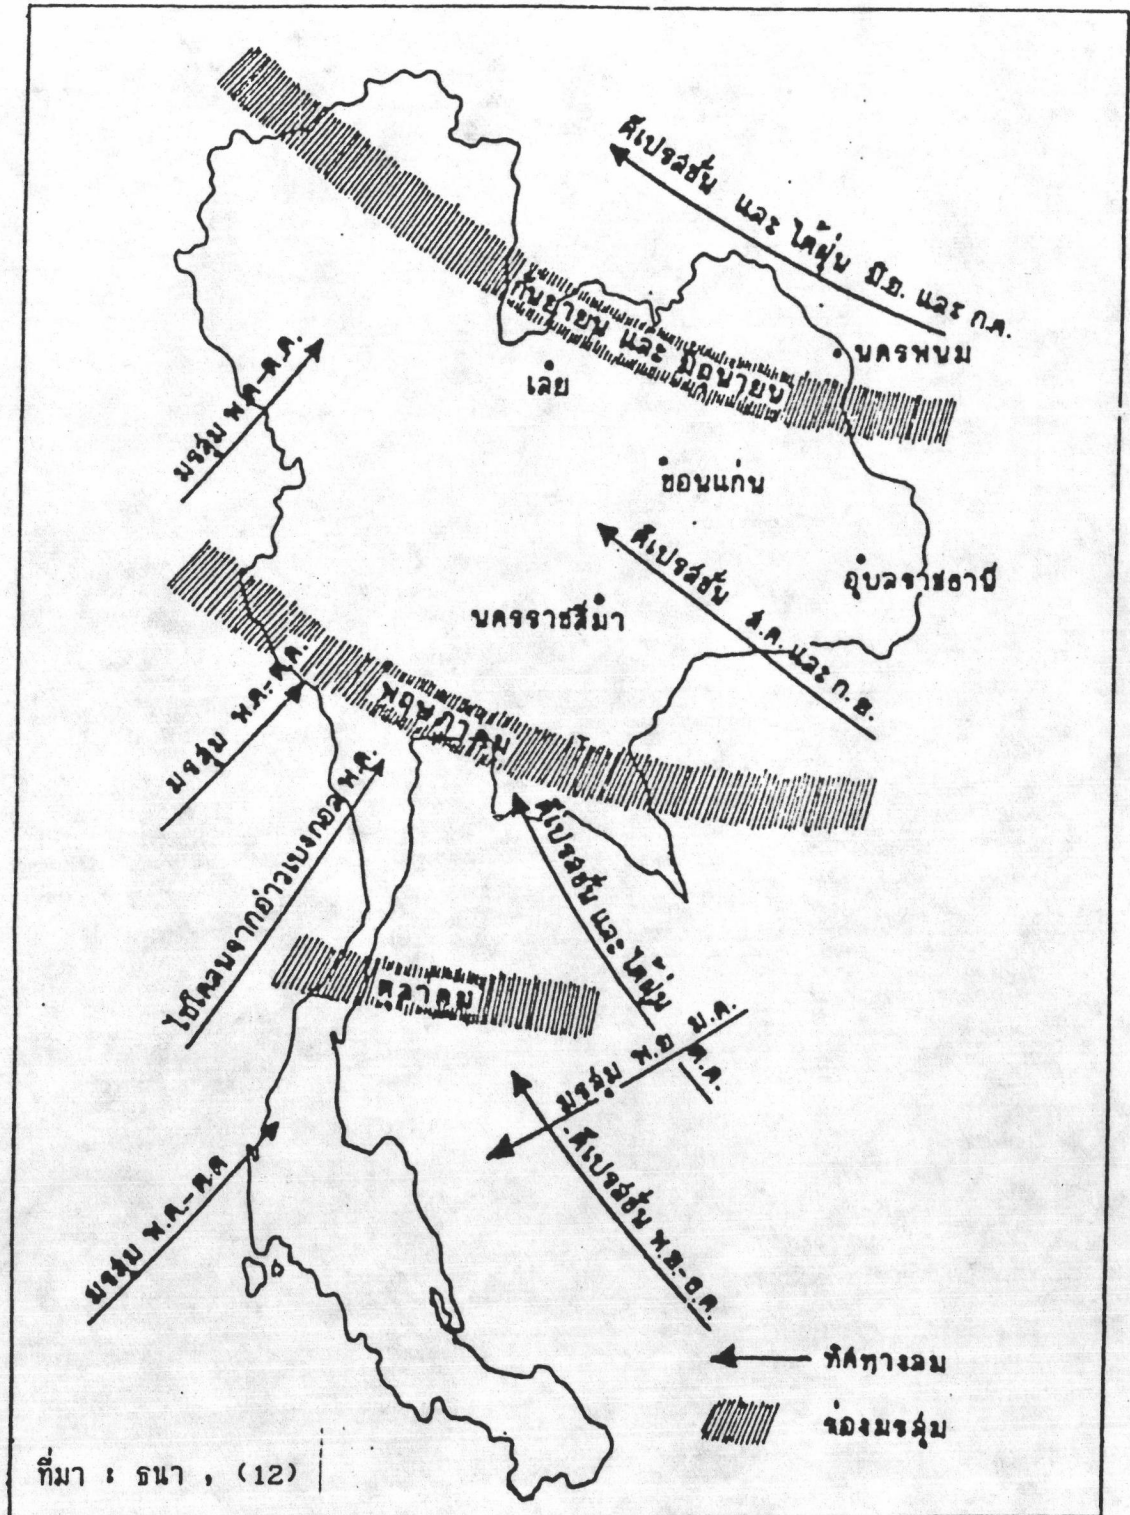 ดีเปรสชั่น และ ไต้ฝุ่น มิ.ย. และ ก.ค.
นครพนม
กันยายน และ มิถุนายน
เลย
มรสุม พ.ค-ต.ค.
ขอนแก่น
ดีเปรสชั่น ส.ค. และ ก.ย.
อุบลราชธานี
นครราชสีมา
มรสุม พ.ค.-ต.ค.
พฤษภาคม
ไซโคลนจากอ่าวเบงกอล พ.ค.
ดีเปรสชั่น และ ไต้ฝุ่น ต.ค.
ตุลาคม
มรสุม พ.ย ม.ค.
มรสุม พ.ค.-ต.ค
ดีเปรสชั่น พ.ย.-ธ.ค.
ทิศทางลม
ร่องมรสุม
ที่มา : ธนา , (12)